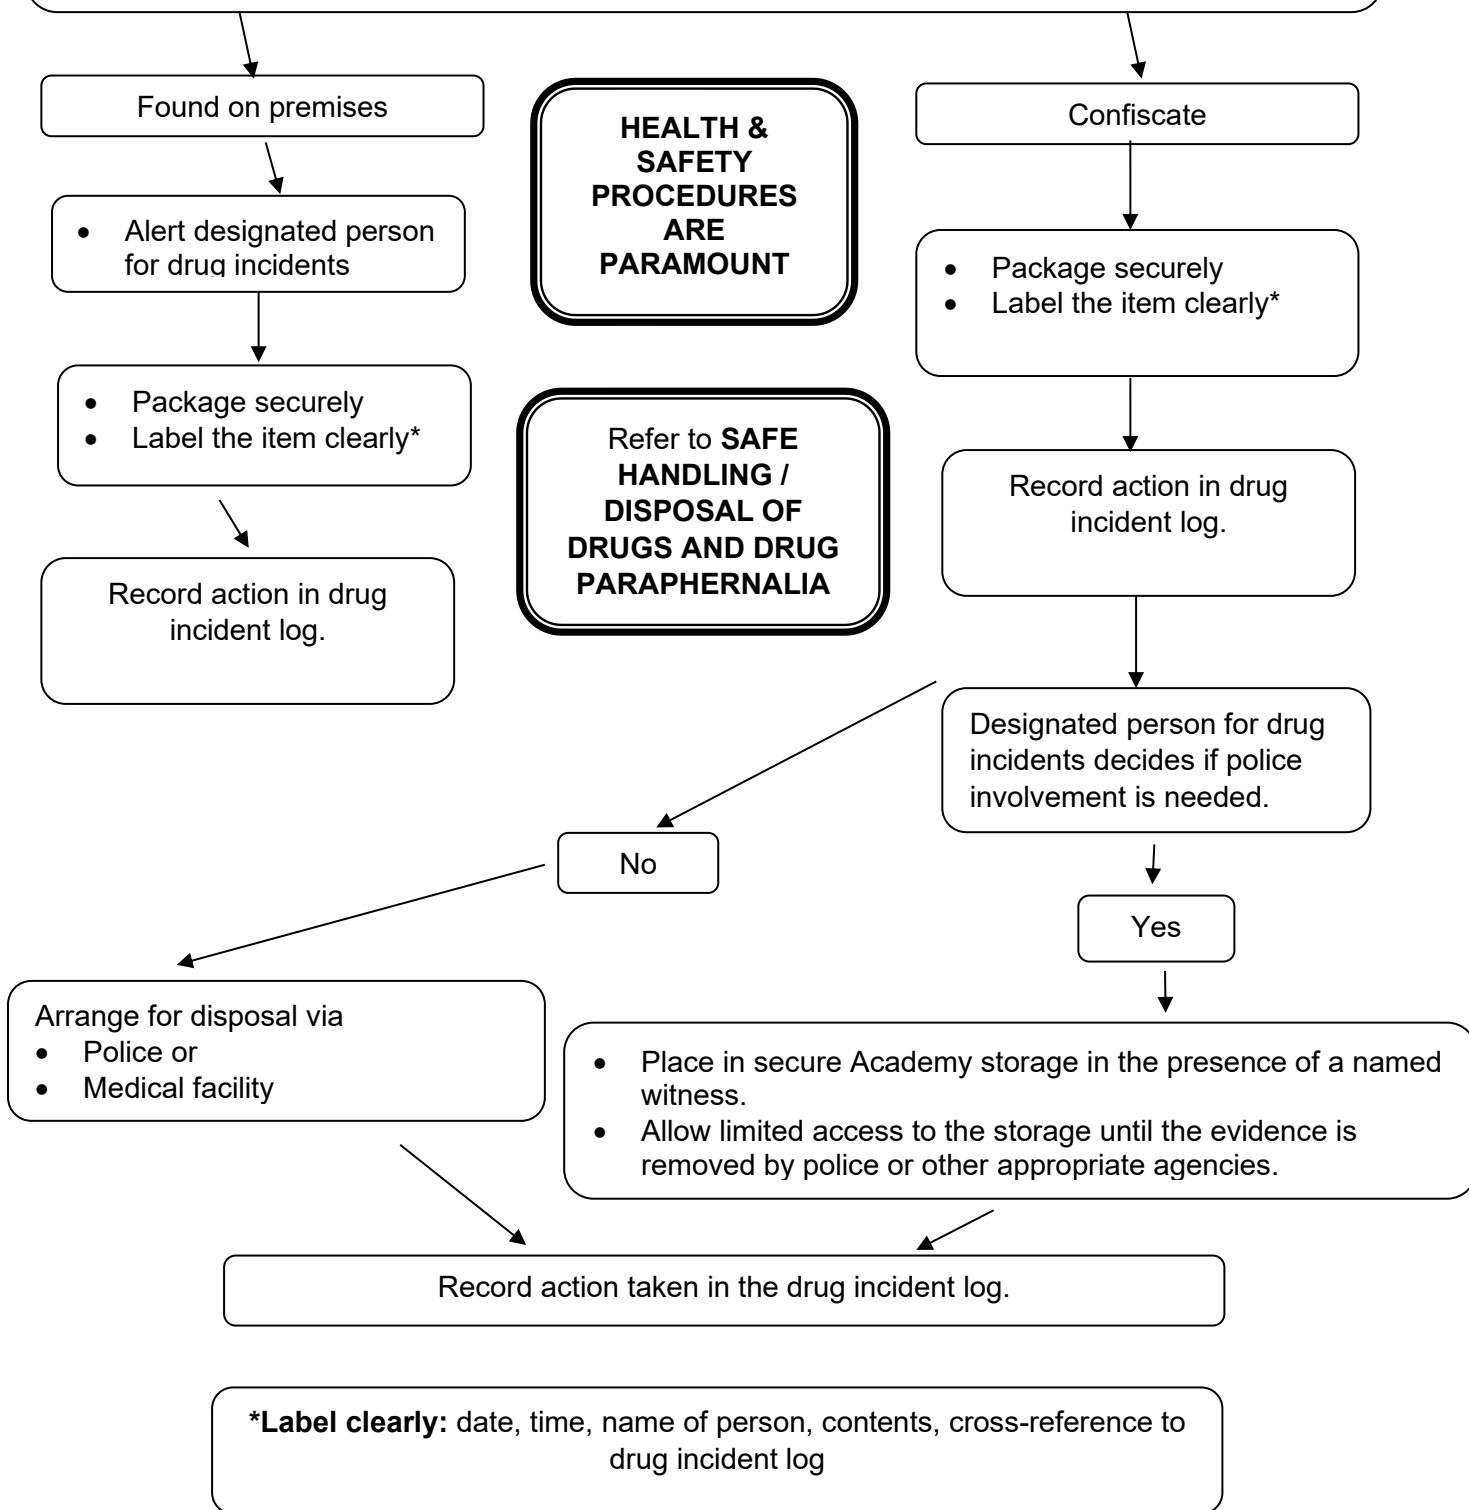 Found on premises
Confiscate
HEALTH &
SAFETY
PROCEDURES
ARE
PARAMOUNT
• Alert designated person
for drug incidents
• Package securely
• Label the item clearly*
• Package securely
• Label the item clearly*
Refer to SAFE
HANDLING /
DISPOSAL OF
DRUGS AND DRUG
PARAPHERNALIA
Record action in drug
incident log.
Record action in drug
incident log.
Designated person for drug
incidents decides if police
involvement is needed.
No
Yes
Arrange for disposal via
• Police or
• Medical facility
• Place in secure Academy storage in the presence of a named
witness.
• Allow limited access to the storage until the evidence is
removed by police or other appropriate agencies.
Record action taken in the drug incident log.
*Label clearly: date, time, name of person, contents, cross-reference to
drug incident log